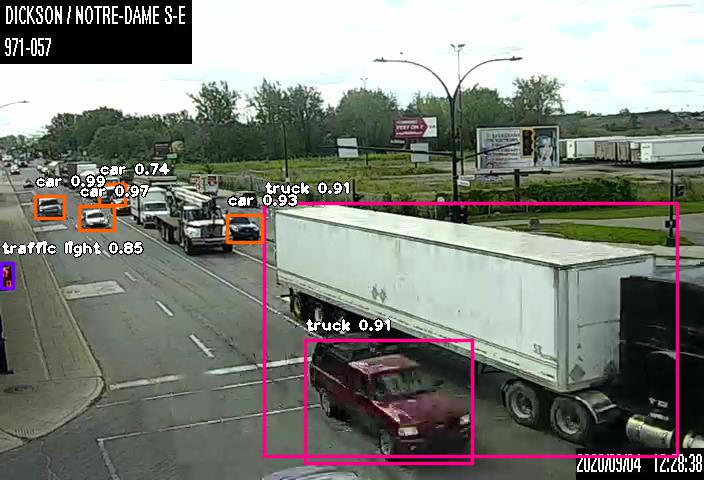 DICKSON / NOTRE-DAME S-E
971-057
car 0.74
car 0.99
car 0.97
truck 0.91
car 0.93
traffic light 0.85
truck 0.91
2020/09/04 12:28:38